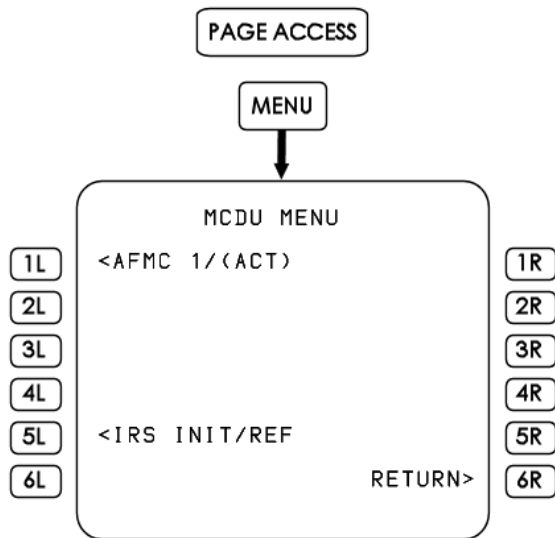 PAGE ACCESS
MENU
MCDU MENU
1L <AFMC 1/(ACT) 1R
2L 2R
3L 3R
4L 4R
5L <IRS INIT/REF 5R
6L RETURN> 6R